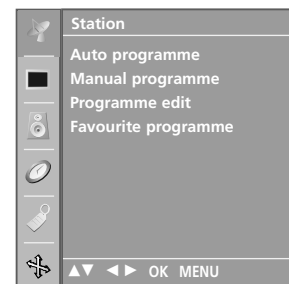 Station
Auto programme
Manual programme
Programme edit
Favourite programme
▲▼ ◄► OK MENU